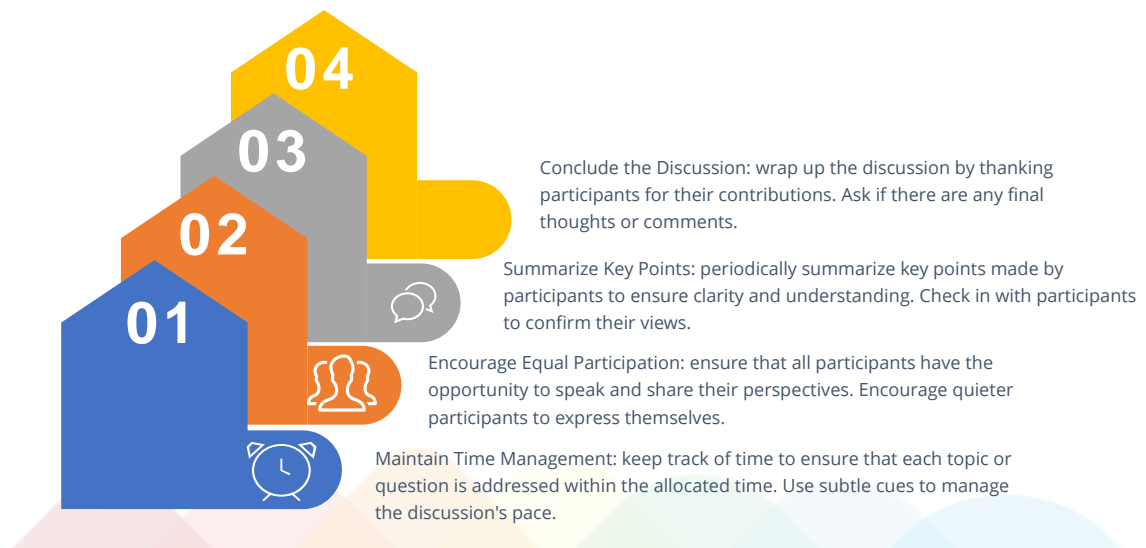 04
03
02
01
Conclude the Discussion: wrap up the discussion by thanking
participants for their contributions. Ask if there are any final
thoughts or comments.
Summarize Key Points: periodically summarize key points made by
participants to ensure clarity and understanding. Check in with participants
to confirm their views.
Encourage Equal Participation: ensure that all participants have the
opportunity to speak and share their perspectives. Encourage quieter
participants to express themselves.
Maintain Time Management: keep track of time to ensure that each topic or
question is addressed within the allocated time. Use subtle cues to manage
the discussion's pace.